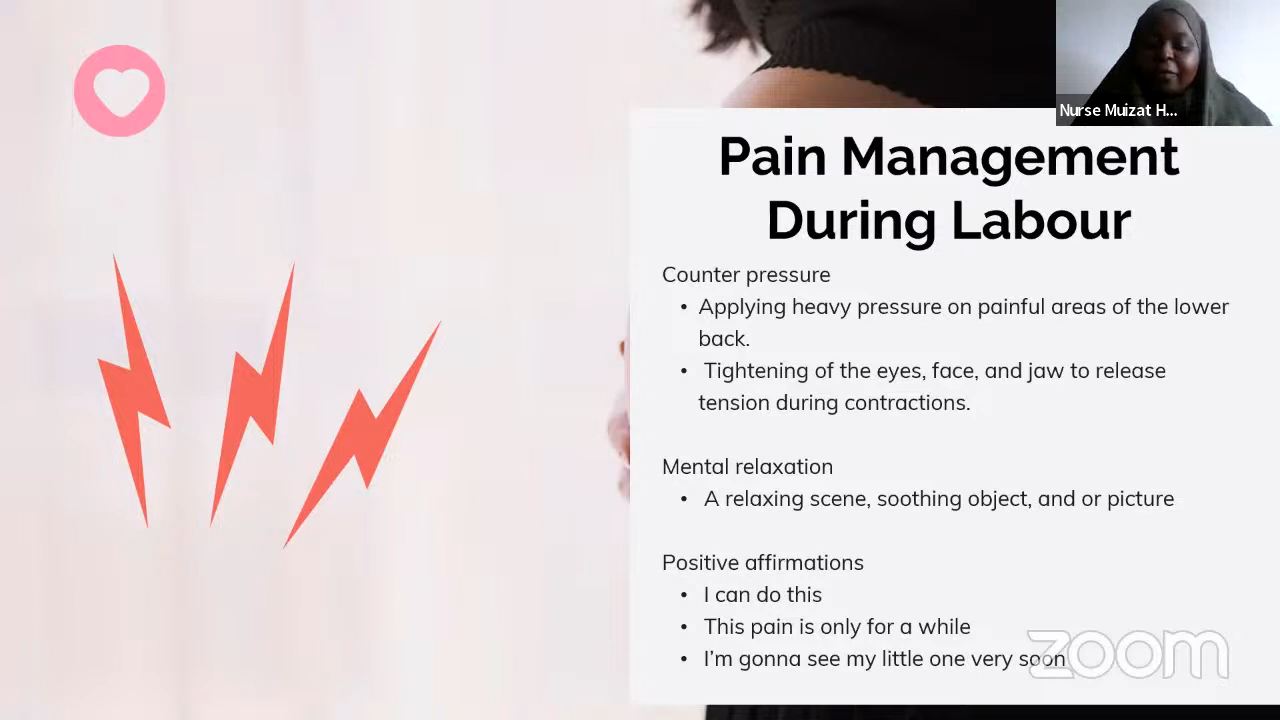 Nurse Muizat H...
Pain Management
During Labour
Counter pressure
• Applying heavy pressure on painful areas of the lower
back.
• Tightening of the eyes, face, and jaw to release
tension during contractions.
Mental relaxation
• A relaxing scene, soothing object, and or picture
Positive affirmations
• I can do this
• This pain is only for a while
• I'm gonna see my little one very soon
zoom